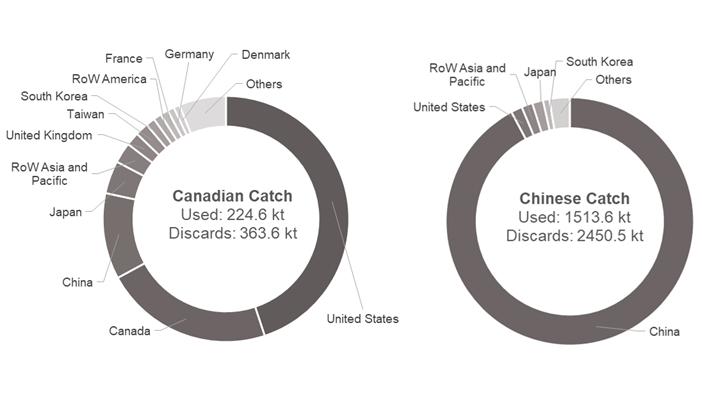 France
Germany
Denmark
RoW America
Others
South Korea
Taiwan
United Kingdom
RoW Asia and
Pacific
Japan
China
Canada
United States
Canadian Catch
Used: 224.6 kt
Discards: 363.6 kt
RoW Asia and
Pacific
Japan
South Korea
Others
United States
China
Chinese Catch
Used: 1513.6 kt
Discards: 2450.5 kt